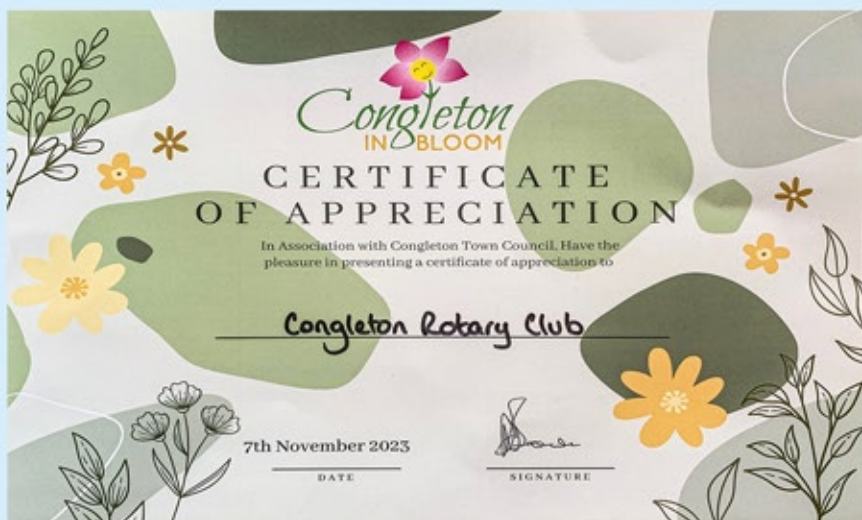 Congleton
IN BLOOM
CERTIFICATE
OF APPRECIATION
In Association with Congleton Town Council, Have the
pleasure in presenting a certificate of appreciation to
Congleton Rotary Club
7th November 2023
DATE
SIGNATURE